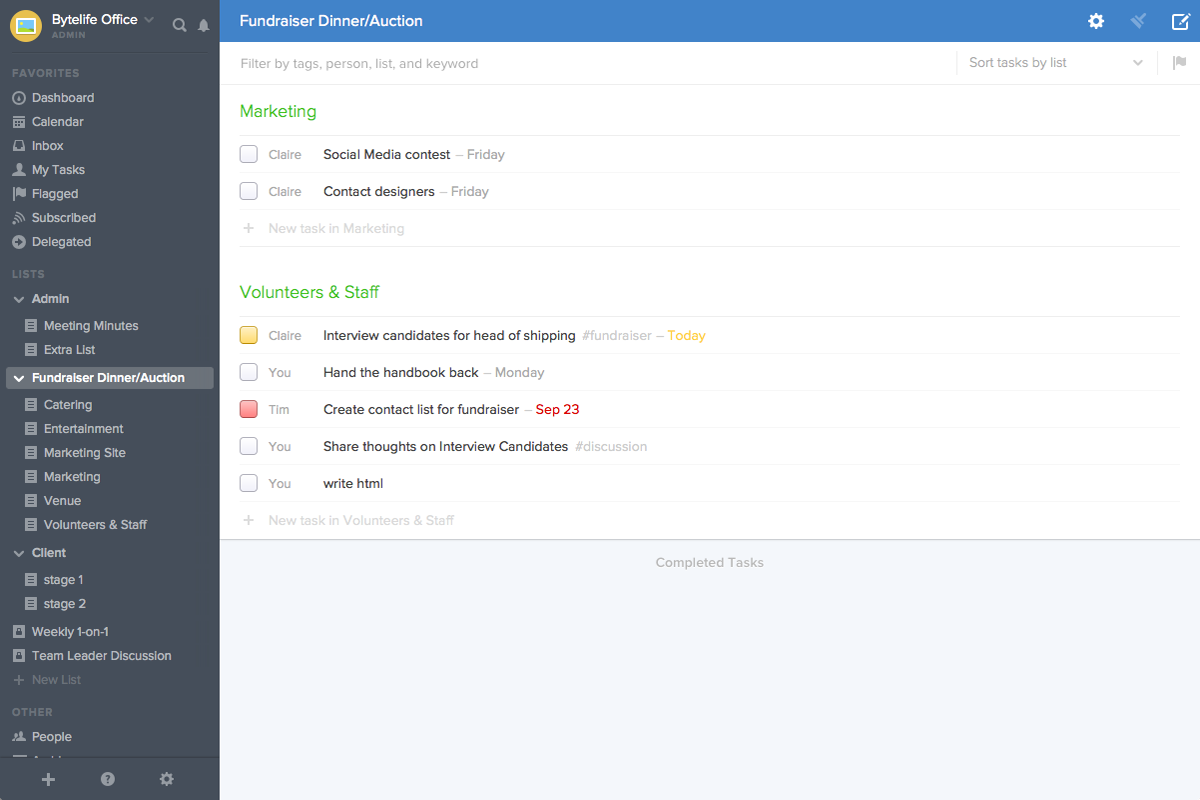 Bytelife Office
ADMIN
FAVORITES
Dashboard
Calendar
Inbox
My Tasks
Flagged
Subscribed
Delegated
LISTS
Admin
Meeting Minutes
Extra List
Fundraiser Dinner/Auction
Catering
Entertainment
Marketing Site
Marketing
Venue
Volunteers & Staff
Client
stage 1
stage 2
Weekly 1-on-1
Team Leader Discussion
New List
OTHER
People
Fundraiser Dinner/Auction
Filter by tags, person, list, and keyword
Sort tasks by list
Marketing
Claire Social Media contest – Friday
Claire Contact designers – Friday
+ New task in Marketing
Volunteers & Staff
Claire Interview candidates for head of shipping #fundraiser – Today
You Hand the handbook back – Monday
Tim Create contact list for fundraiser – Sep 23
You Share thoughts on Interview Candidates #discussion
You write html
+ New task in Volunteers & Staff
Completed Tasks